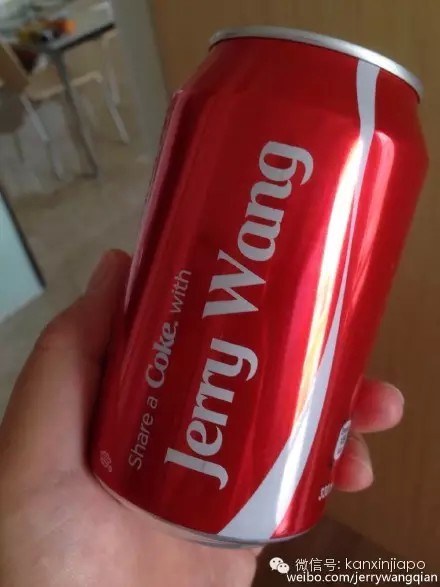 Share a Coke. with
Jerry Wang
微信号: kanxinjiapo
weibo.com/jerrywangqian